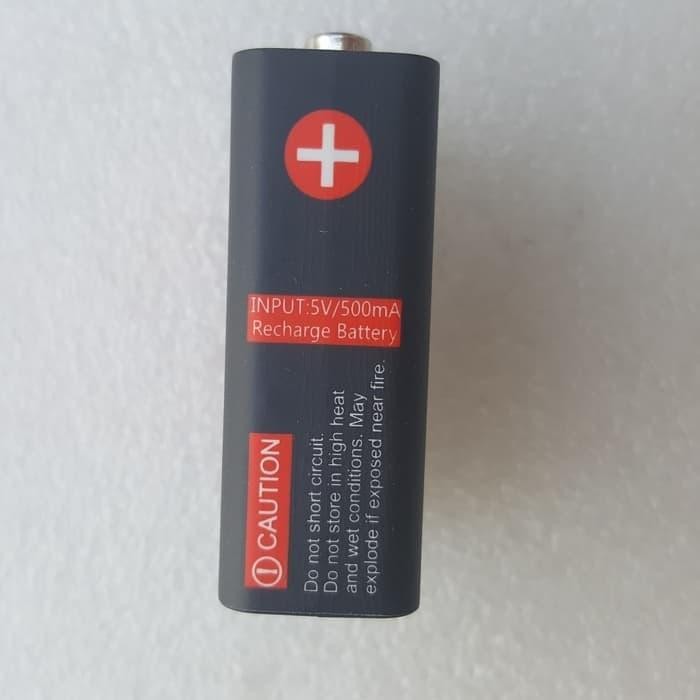 INPUT:5V/500mA
Recharge Battery
CAUTION
Do not short circuit.
Do not store in high heat
and wet conditions. May
explode if exposed near fire.